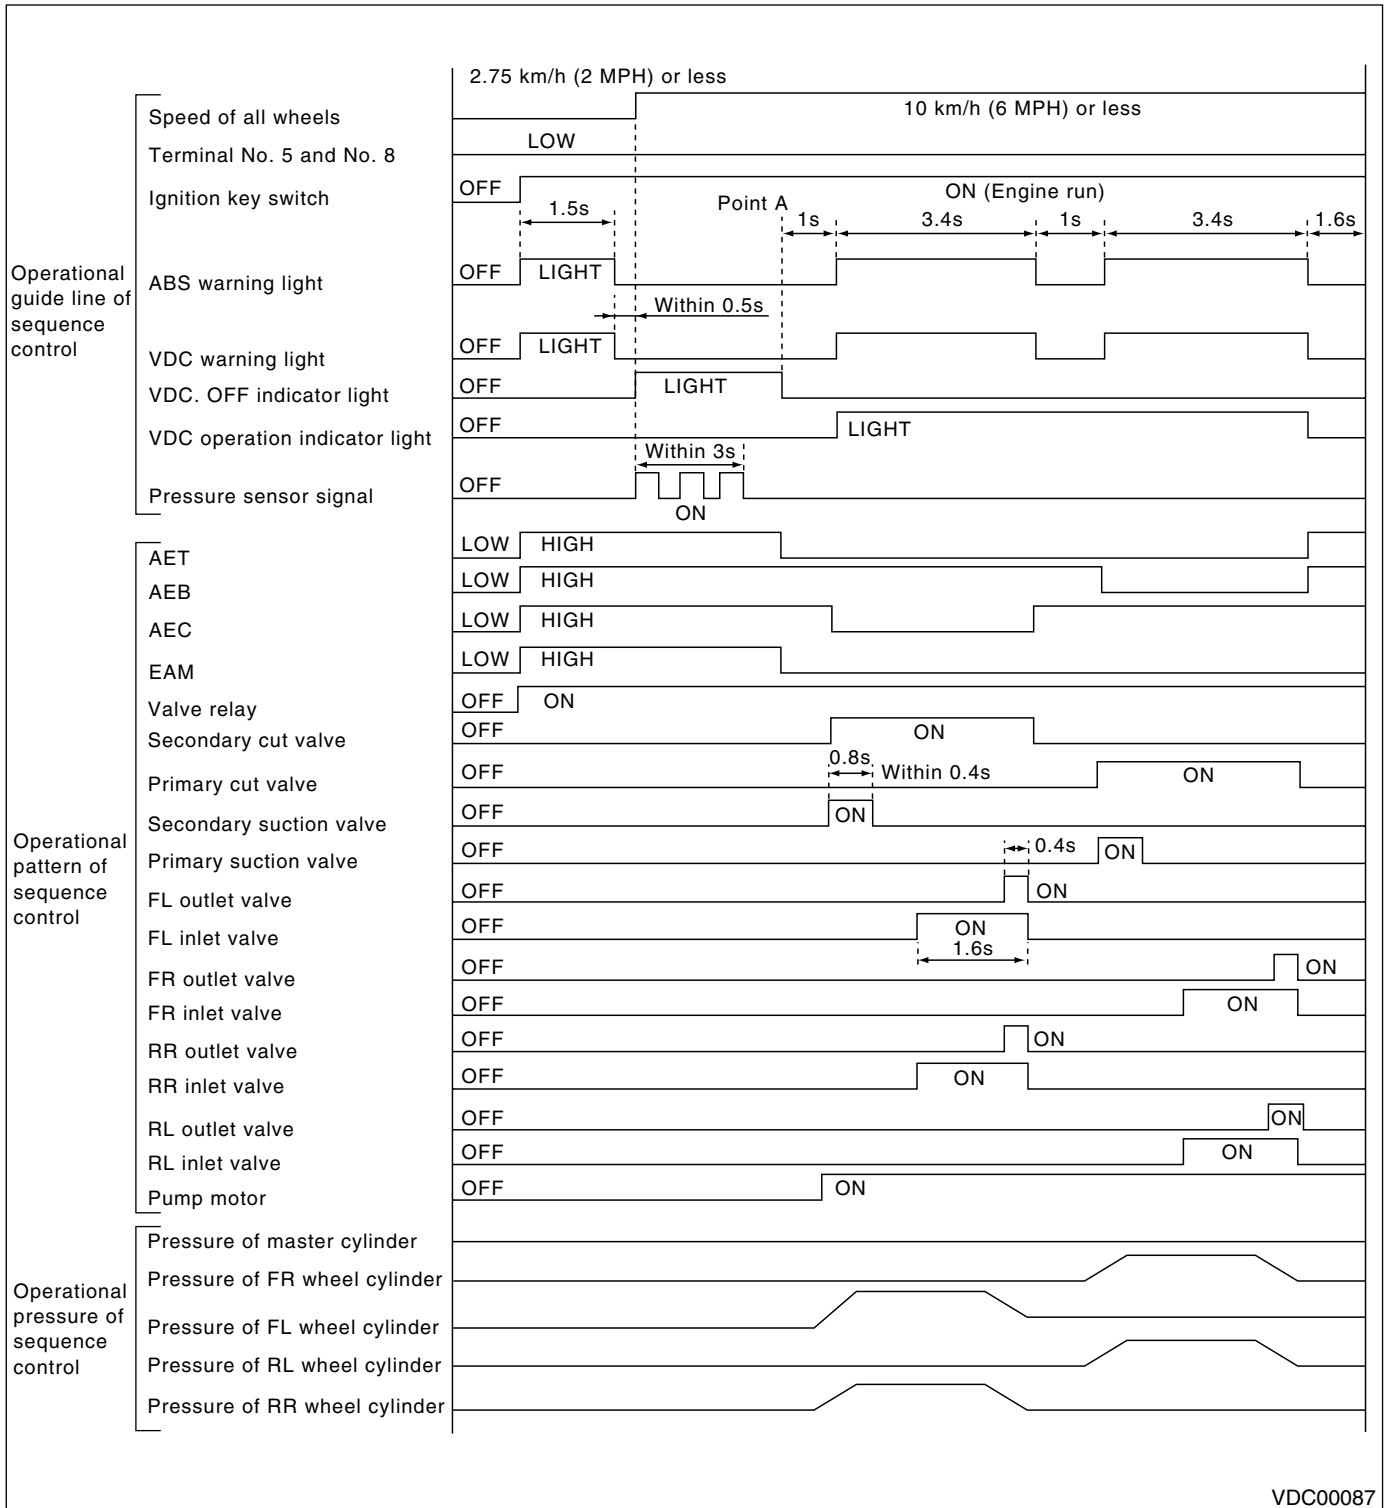 2.75 km/h (2 MPH) or less
Speed of all wheels
10 km/h (6 MPH) or less
Terminal No. 5 and No. 8
LOW
Ignition key switch
OFF
ON (Engine run)
1.5s
Point A
1s
3.4s
1s
3.4s
1.6s
Operational
guide line of
sequence
control
ABS warning light
OFF
LIGHT
Within 0.5s
VDC warning light
OFF
LIGHT
VDC. OFF indicator light
OFF
LIGHT
VDC operation indicator light
OFF
LIGHT
Within 3s
Pressure sensor signal
OFF
ON
AET
LOW
HIGH
AEB
LOW
HIGH
AEC
LOW
HIGH
EAM
LOW
HIGH
Valve relay
OFF
ON
Secondary cut valve
OFF
ON
0.8s
Within 0.4s
Primary cut valve
OFF
ON
Secondary suction valve
OFF
ON
Operational
pattern of
sequence
control
Primary suction valve
OFF
0.4s
ON
FL outlet valve
OFF
ON
FL inlet valve
OFF
ON
1.6s
FR outlet valve
OFF
ON
FR inlet valve
OFF
ON
RR outlet valve
OFF
ON
RR inlet valve
OFF
ON
RL outlet valve
OFF
ON
RL inlet valve
OFF
ON
Pump motor
OFF
ON
Operational
pressure of
sequence
control
Pressure of master cylinder
Pressure of FR wheel cylinder
Pressure of FL wheel cylinder
Pressure of RL wheel cylinder
Pressure of RR wheel cylinder
VDC00087